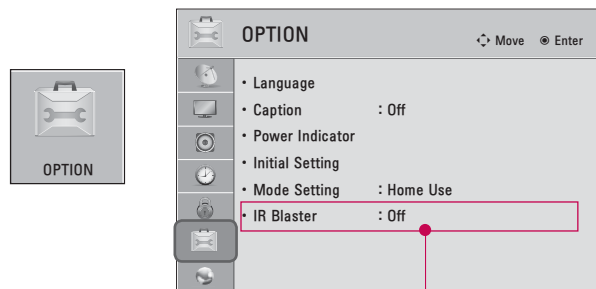 OPTION
OPTION
Move Enter
• Language
• Caption : Off
• Power Indicator
• Initial Setting
• Mode Setting : Home Use
• IR Blaster : Off